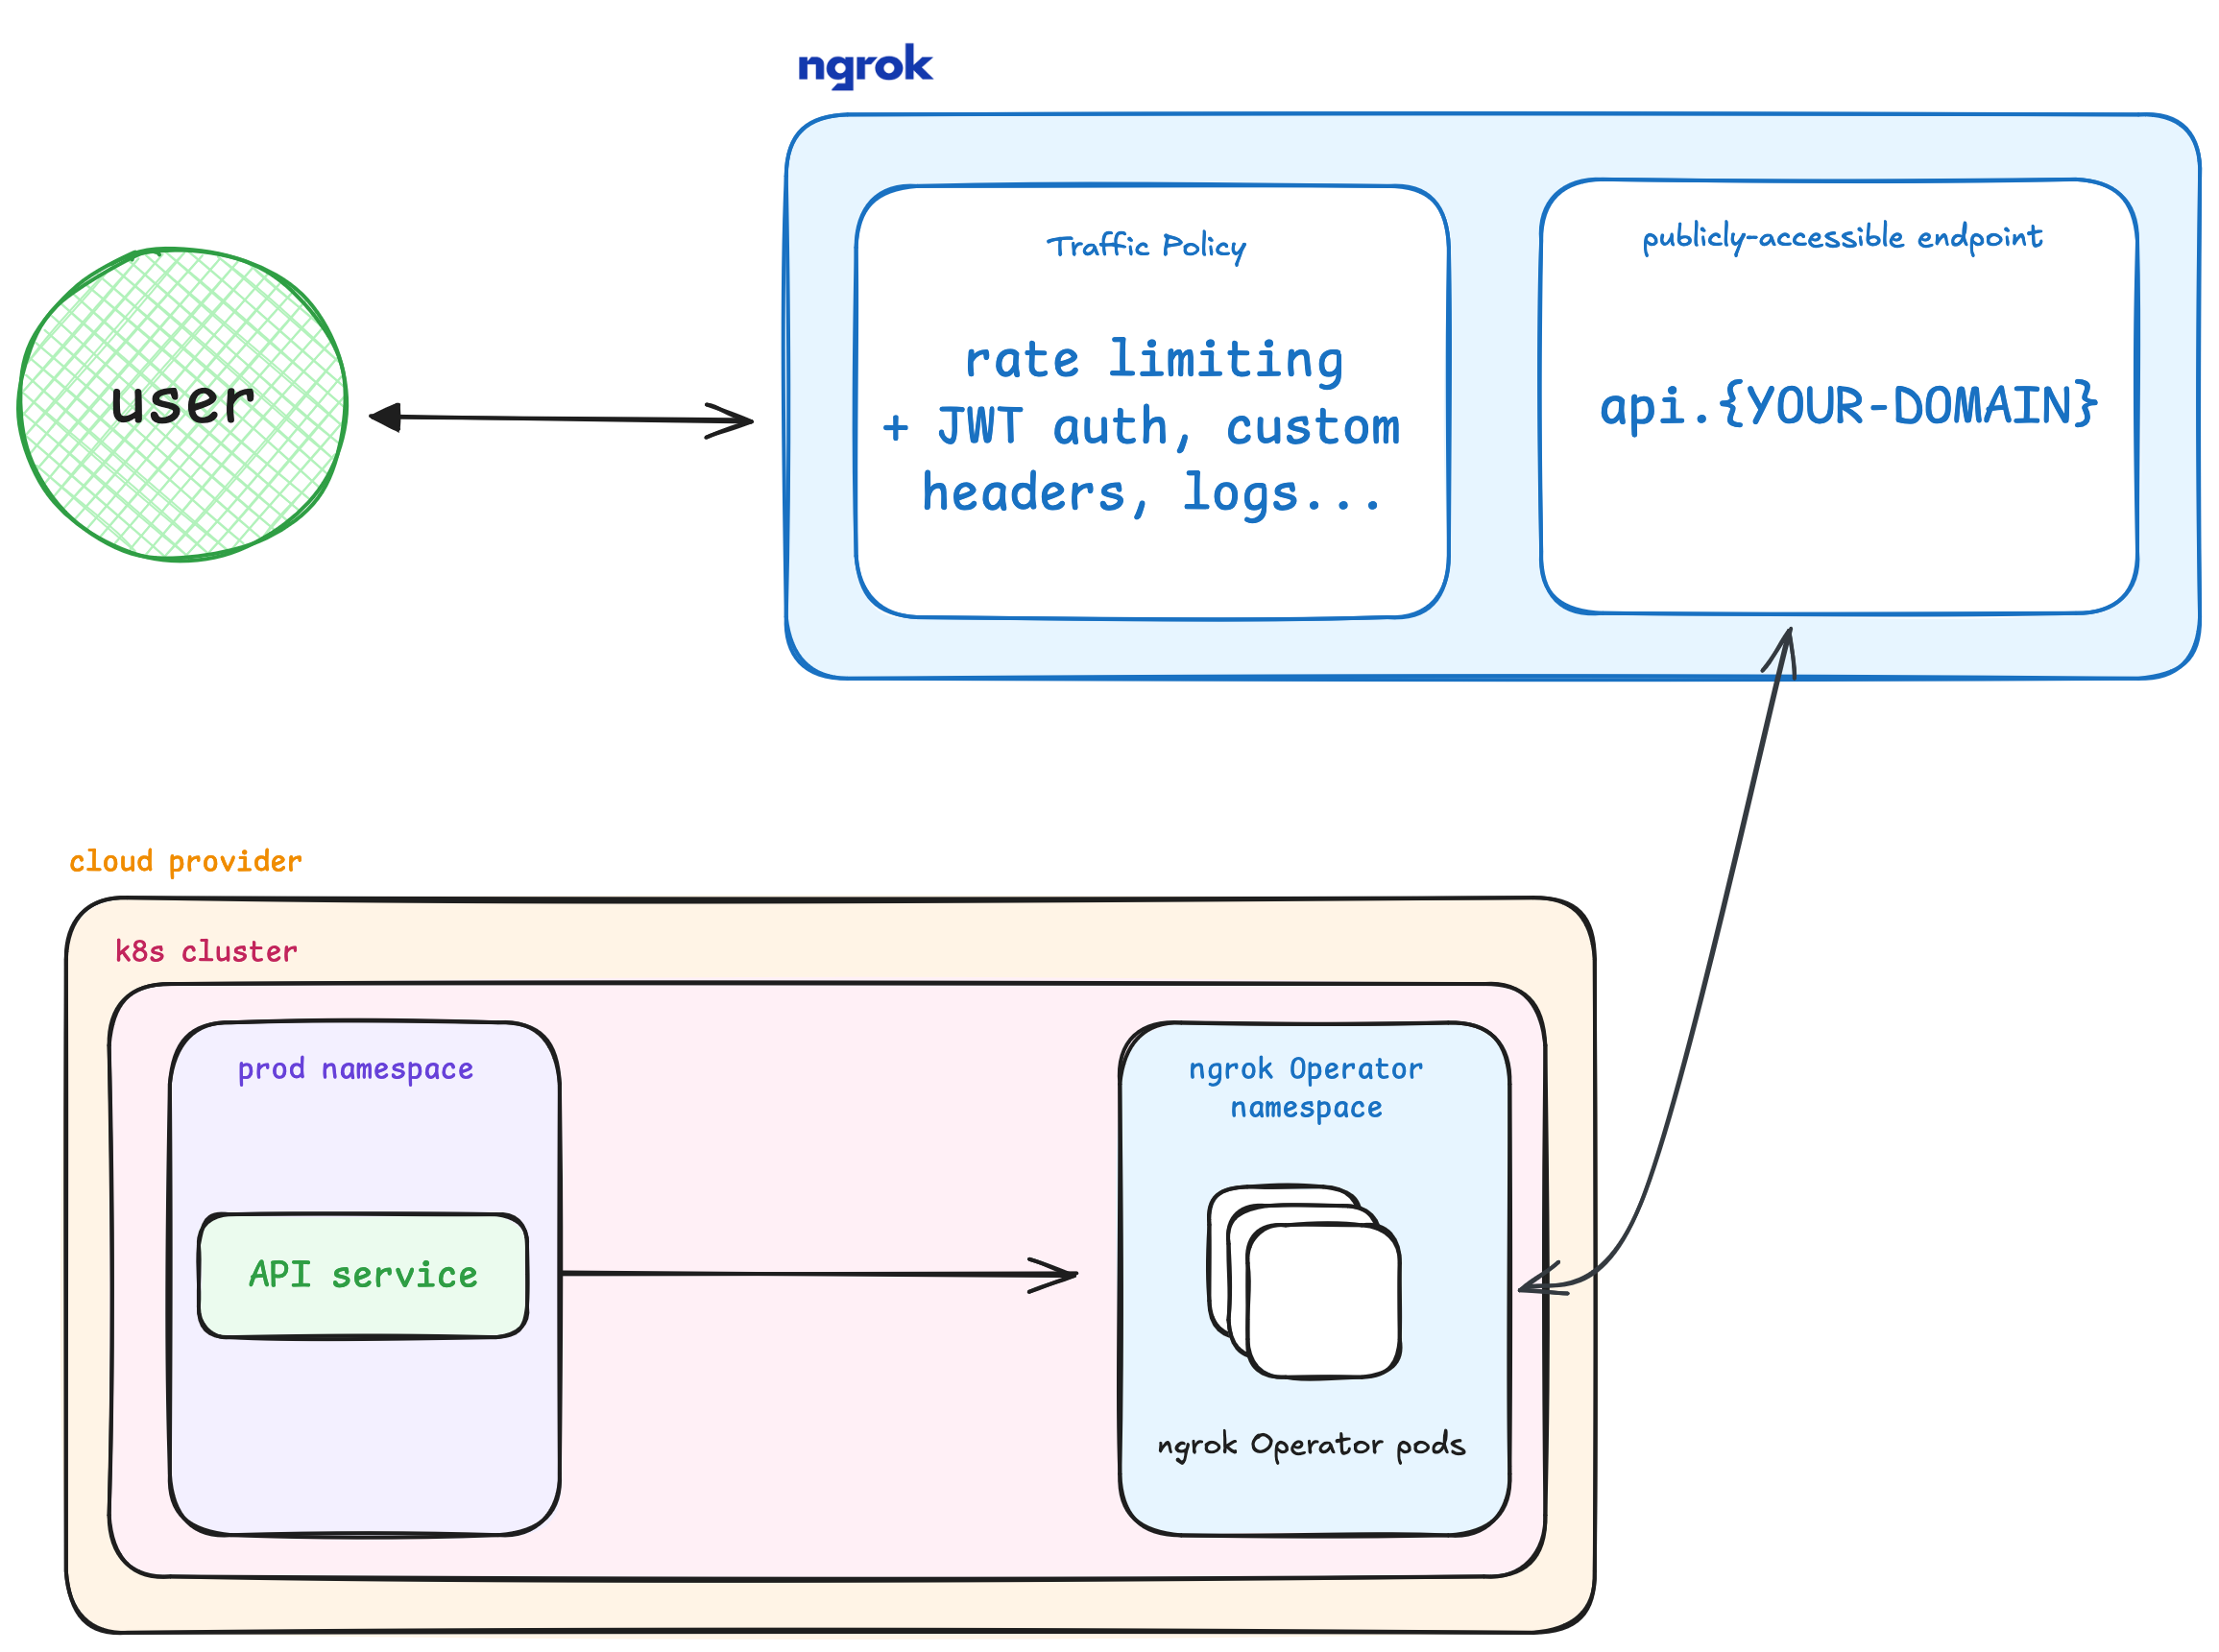 ngrok
Traffic Policy
rate limiting
+ JWT auth, custom
headers, logs...
publicly-accessible endpoint
api.{YOUR-DOMAIN}
user
cloud provider
k8s cluster
prod namespace
API service
ngrok Operator
namespace
ngrok Operator pods